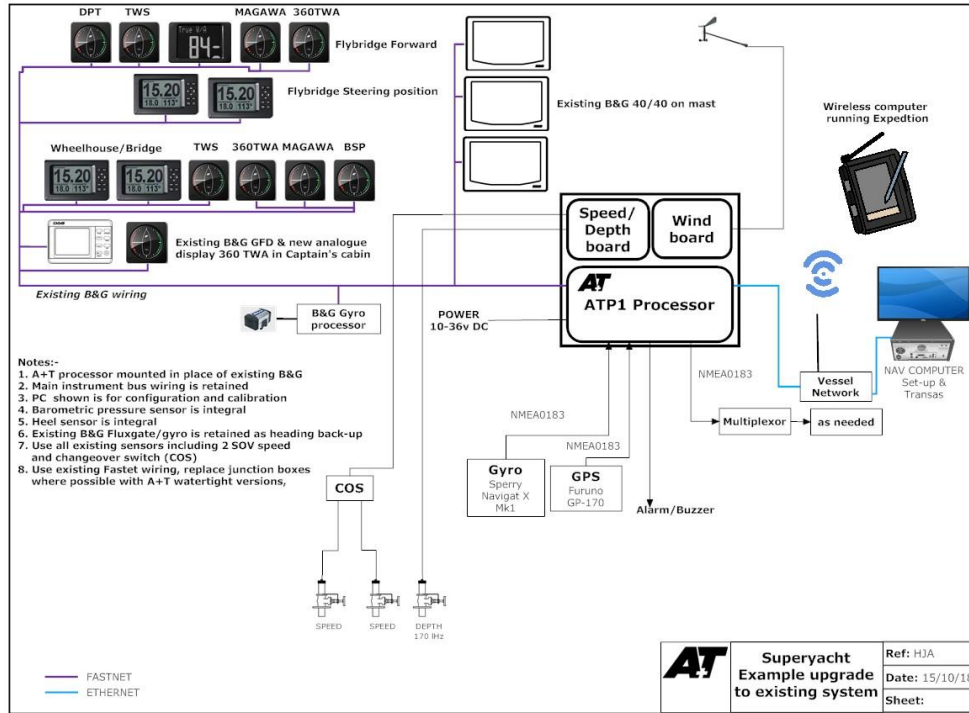 DPT TWS MAGAWA 360TWA
True W/A
84-
Flybridge Forward
15.20
18.0 113°
15.20
18.0 113°
Flybridge Steering position
Existing B&G 40/40 on mast
Wireless computer
running Expedtion
Wheelhouse/Bridge TWS 360TWA MAGAWA BSP
15.20
18.0 113°
15.20
18.0 113°
Existing B&G GFD & new analogue
display 360 TWA in Captain's cabin
Existing B&G wiring
B&G Gyro
processor
Speed/
Depth
board
Wind
board
A+T
ATP1 Processor
POWER
10-36v DC
NAV COMPUTER
Set-up &
Transas
Vessel
Network
NMEA0183
Multiplexor
as needed
NMEA0183
NMEA0183
Gyro
Sperry
Navigat X
Mk1
GPS
Furuno
GP-170
Alarm/Buzzer
Notes:-
1. A+T processor mounted in place of existing B&G
2. Main instrument bus wiring is retained
3. PC shown is for configuration and calibration
4. Barometric pressure sensor is integral
5. Heel sensor is integral
6. Existing B&G Fluxgate/gyro is retained as heading back-up
7. Use all existing sensors including 2 SOV speed
and changeover switch (COS)
8. Use existing Fastet wiring, replace junction boxes
where possible with A+T watertight versions,
COS
SPEED
SPEED
DEPTH
170 lHz
FASTNET
ETHERNET
A+T
Superyacht
Example upgrade
to existing system
Ref: HJA
Date: 15/10/18
Sheet: